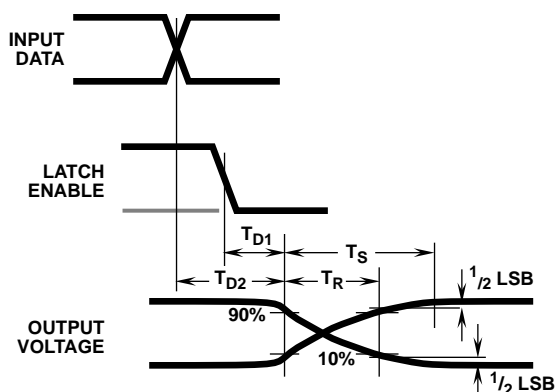 INPUT
DATA
LATCH
ENABLE
TD1
TS
TD2
TR
1/2 LSB
90%
OUTPUT
VOLTAGE
10%
1/2 LSB